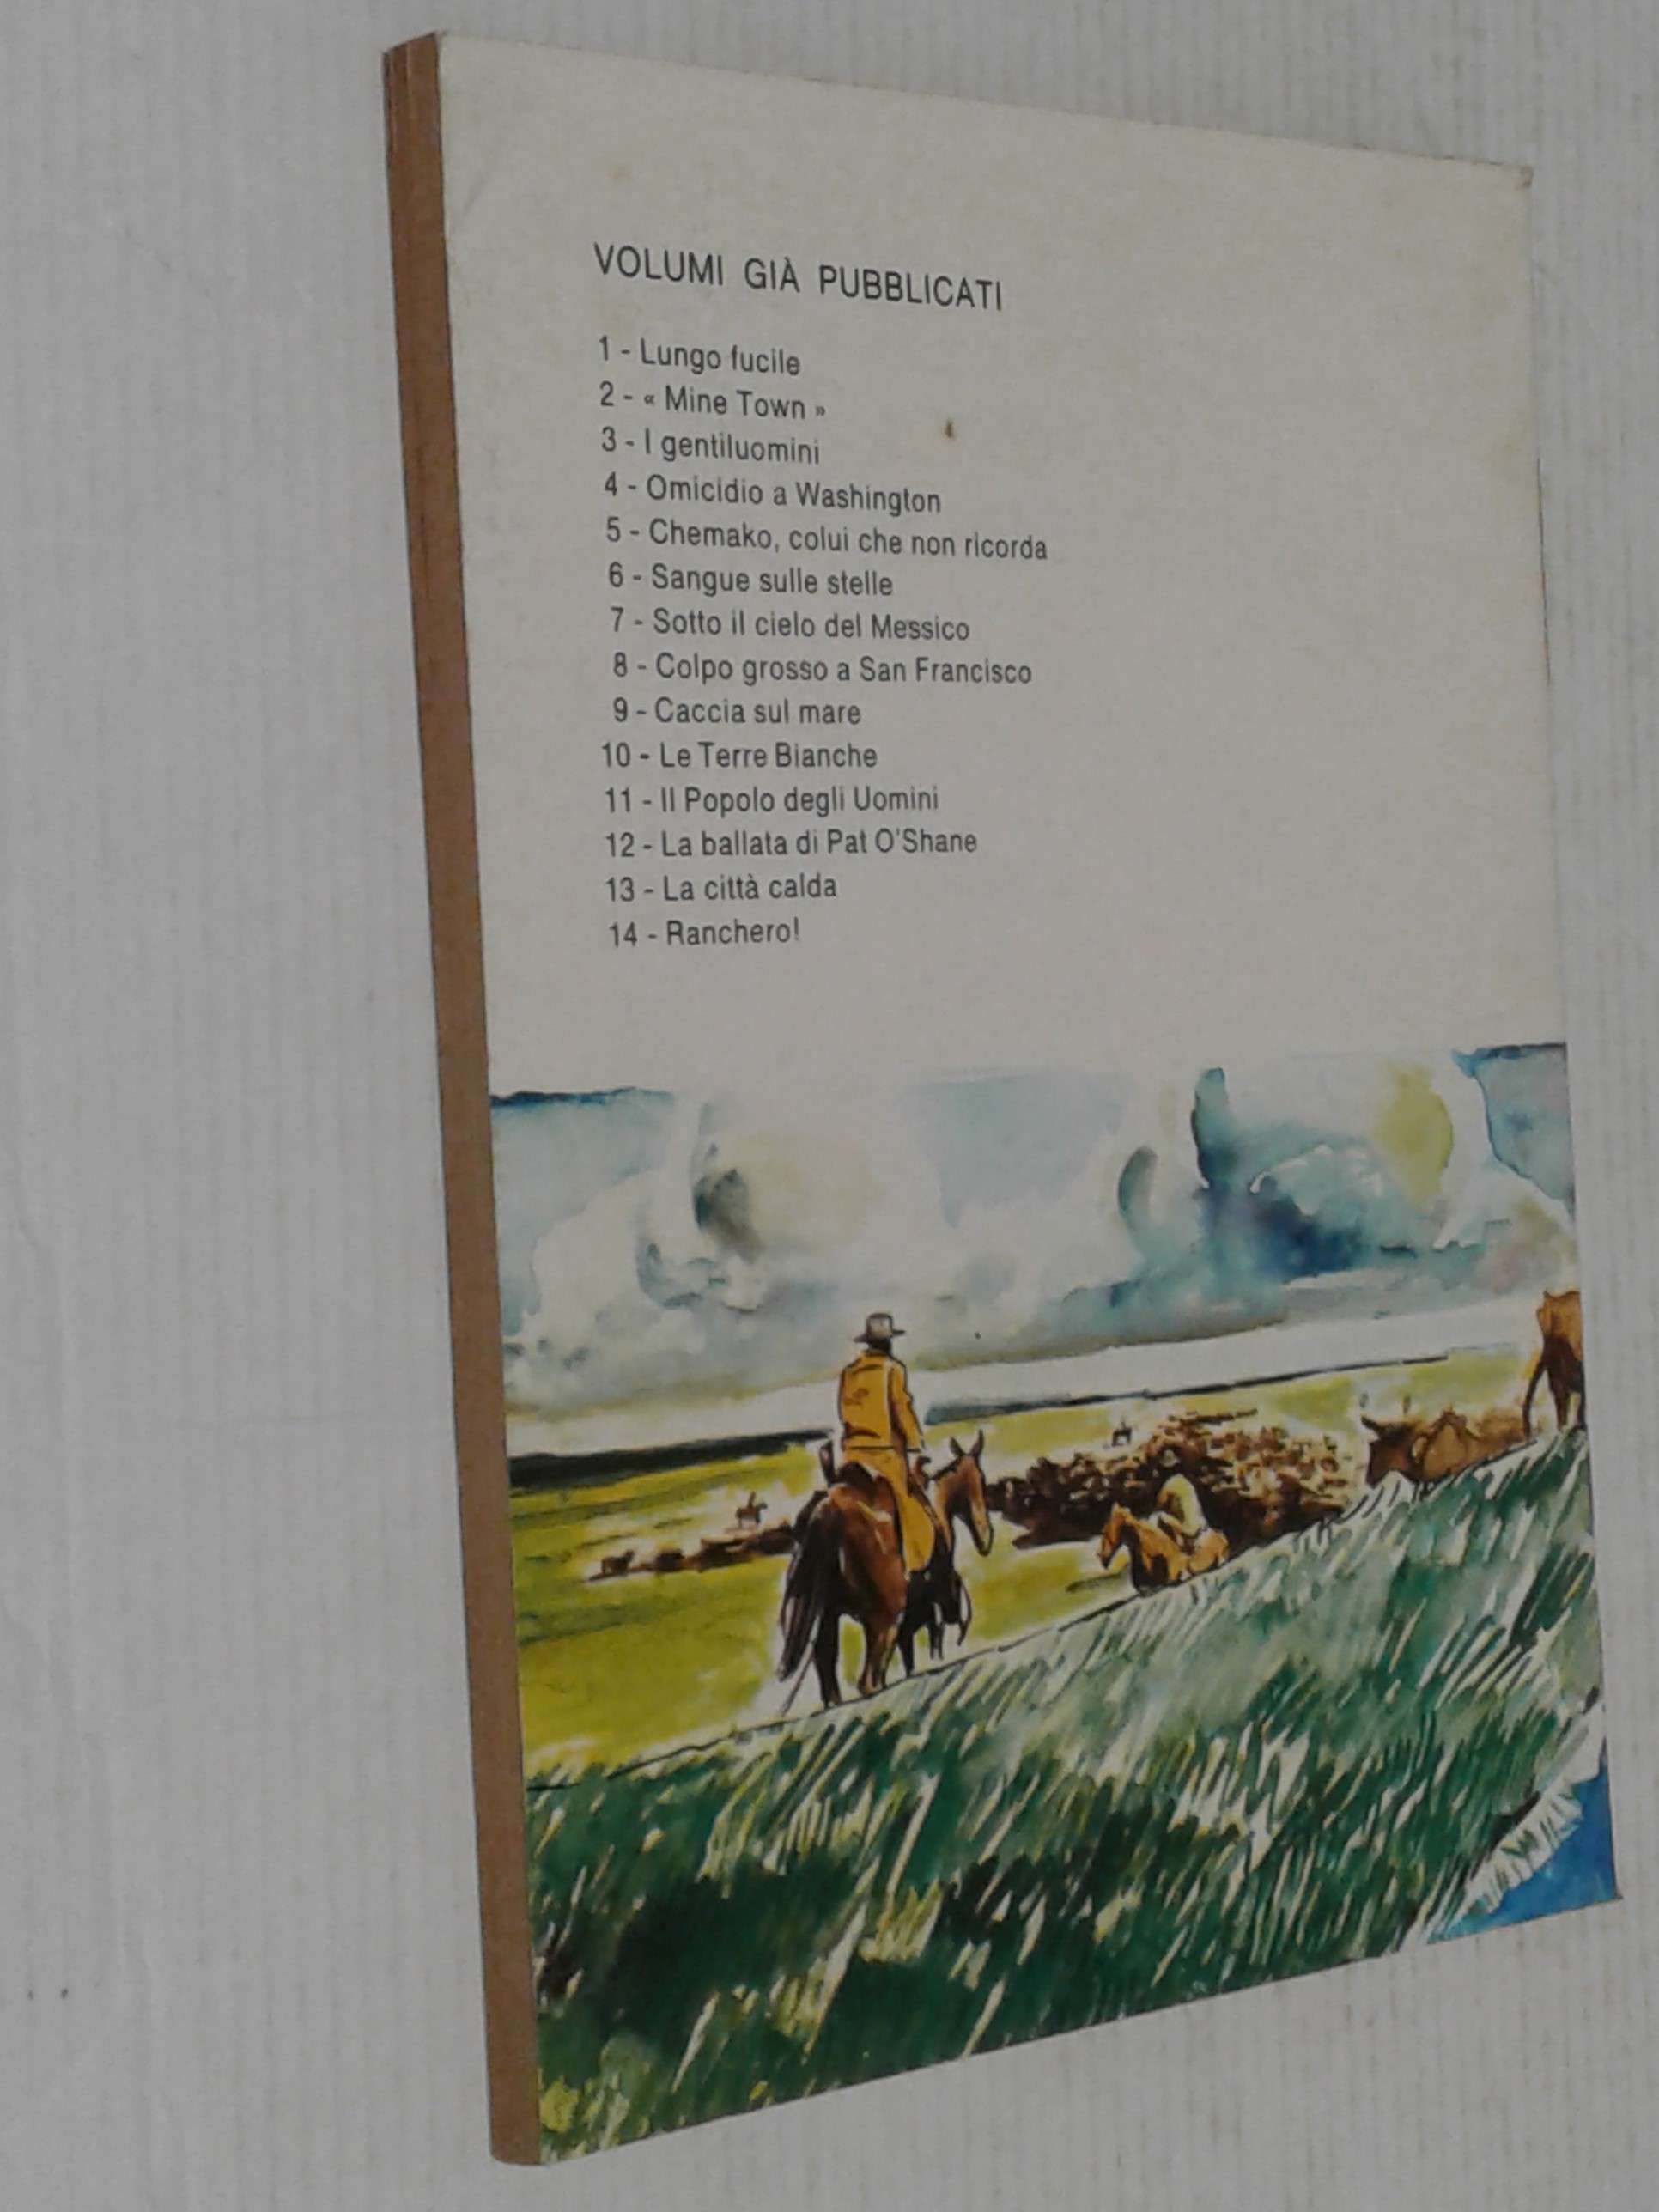 VOLUMI GIÀ PUBBLICATI
1 - Lungo fucile
2 - « Mine Town »
3 - I gentiluomini
4 - Omicidio a Washington
5 - Chemako, colui che non ricorda
6 - Sangue sulle stelle
7 - Sotto il cielo del Messico
8 - Colpo grosso a San Francisco
9 - Caccia sul mare
10 - Le Terre Bianche
11 - Il Popolo degli Uomini
12 - La ballata di Pat O'Shane
13 - La città calda
14 - Ranchero!